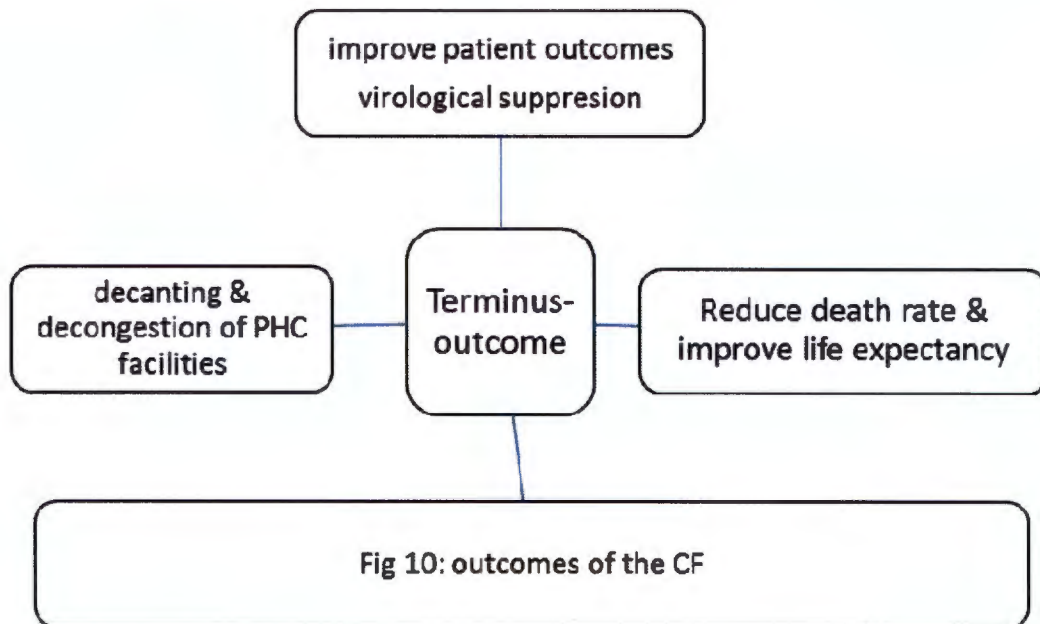 improve patient outcomes
virological suppresion
decanting &
decongestion of PHC
facilities
Terminus-
outcome
Reduce death rate &
improve life expectancy
Fig 10: outcomes of the CF